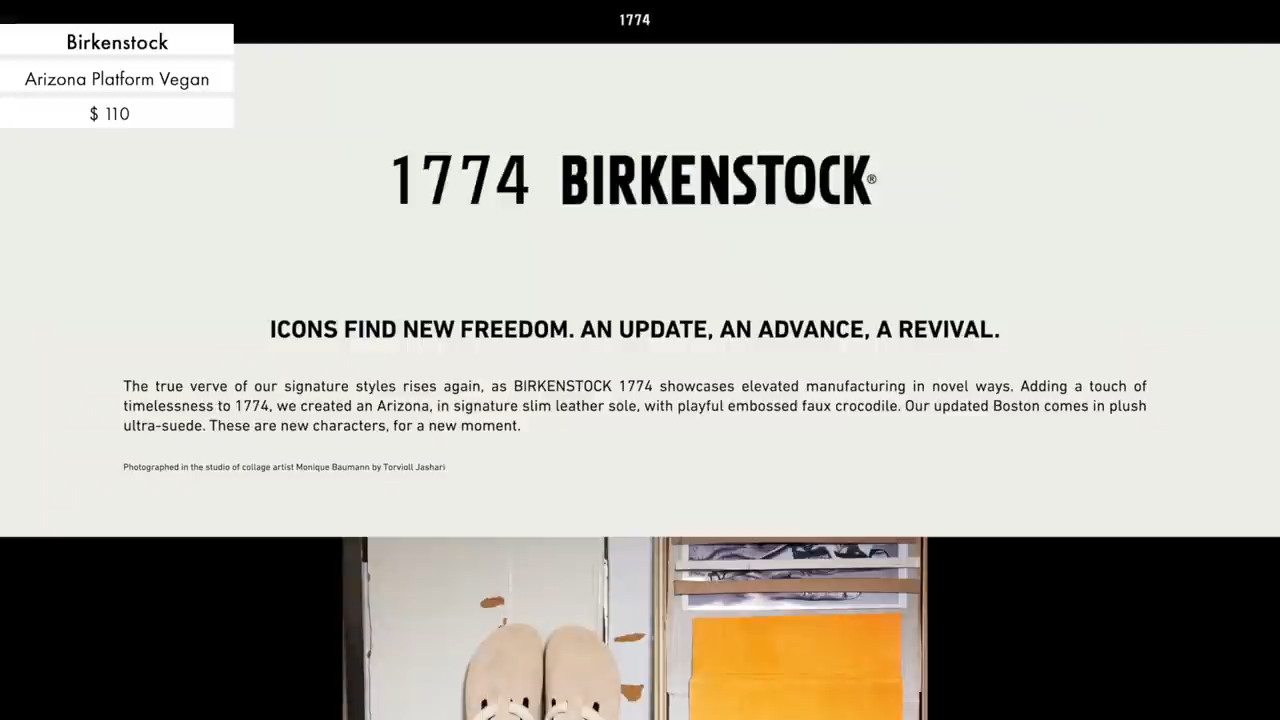 1774
Birkenstock
Arizona Platform Vegan
$ 110
1774 BIRKENSTOCK®
ICONS FIND NEW FREEDOM. AN UPDATE, AN ADVANCE, A REVIVAL.
The true verve of our signature styles rises again, as BIRKENSTOCK 1774 showcases elevated manufacturing in novel ways. Adding a touch of
timelessness to 1774, we created an Arizona, in signature slim leather sole, with playful embossed faux crocodile. Our updated Boston comes in plush
ultra-suede. These are new characters, for a new moment.
Photographed in the studio of collage artist Monique Baumann by Torvioll Jashari